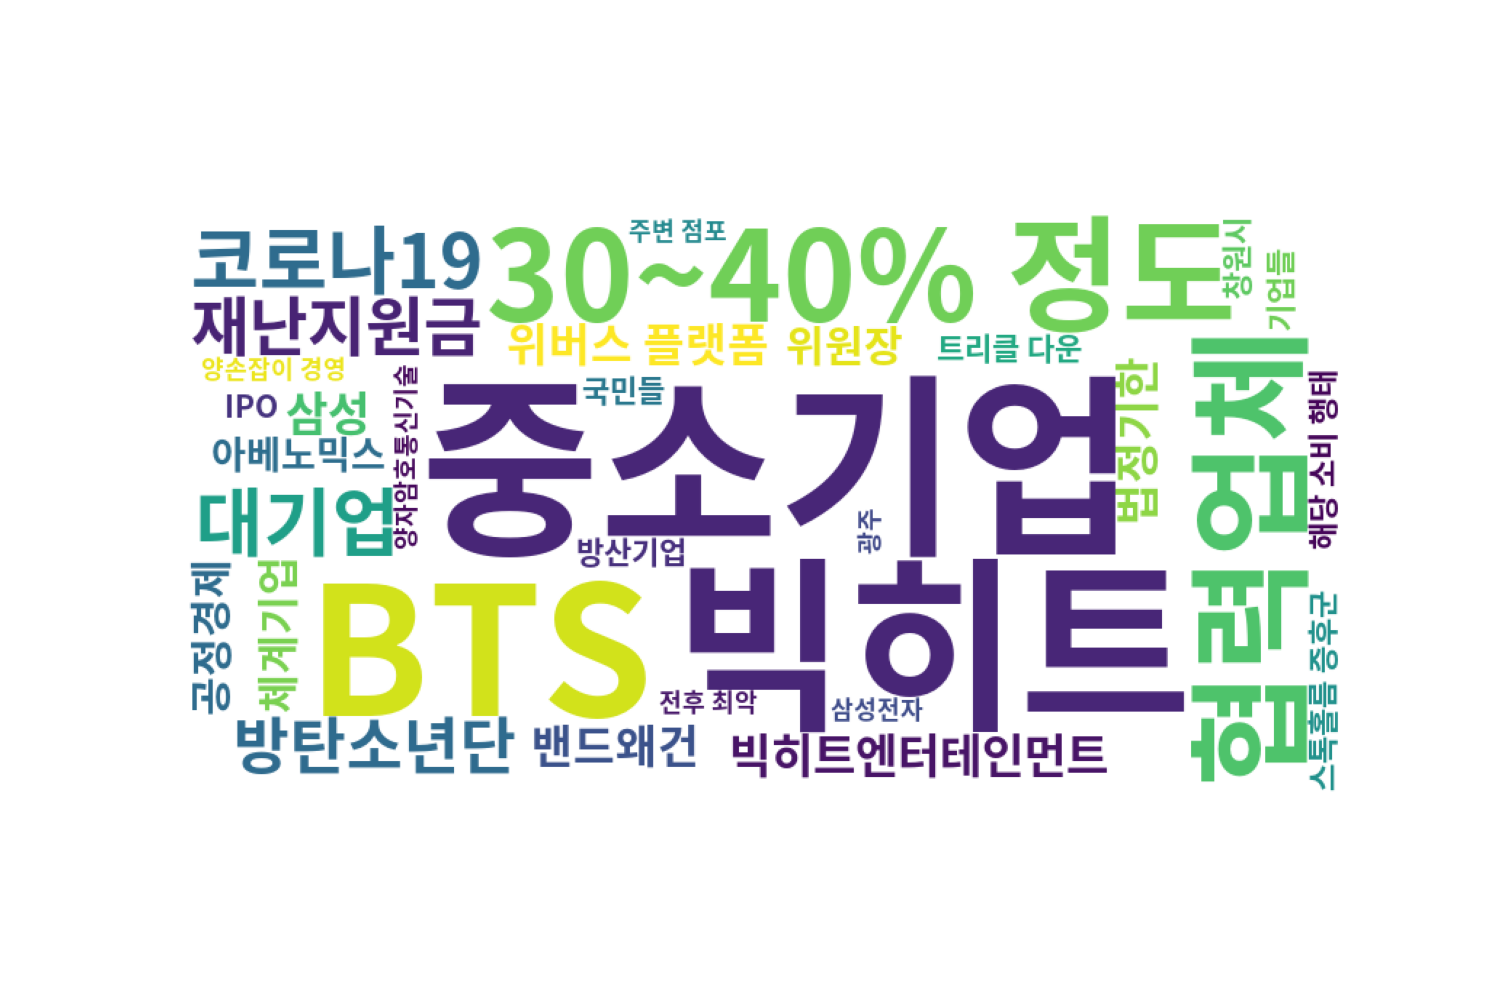 코로나19
30~40% 정도
주변 점포
창원시
기업들
재난지원금
위버스 플랫폼
위원장
트리클 다운
양손잡이 경영
국민들
IPO
삼성
아베노믹스
양자암호통신기술
중소기업
법정기한
협력업체
해당 소비 행태
대기업
방산기업
광주
공정경제
체계기업
BTS
빅히트
스톡홀름 증후군
전후 최악
삼성전자
방탄소년단
밴드왜건
빅히트엔터테인먼트